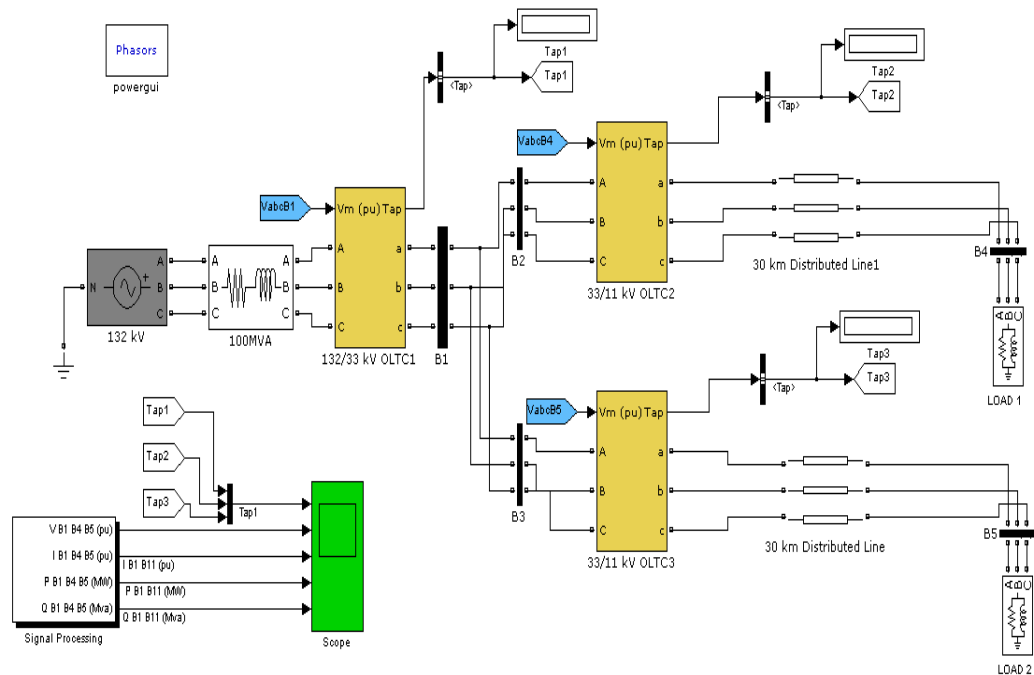 Phasors
powergui
Tap1
<Tap>
Tap1
Tap2
<Tap>
Tap2
VabcB1
Vm (pu) Tap
A
B
C
a
b
c
132/33 kV OLTC1
B1
N
A
B
C
132 kV
A
B
C
A
B
C
100MVA
VabcB4
Vm (pu) Tap
A
B
C
a
b
c
33/11 kV OLTC2
B2
30 km Distributed Line1
B4
A B C
LOAD 1
Tap3
<Tap>
Tap3
VabcB5
Vm (pu) Tap
A
B
C
a
b
c
33/11 kV OLTC3
B3
30 km Distributed Line
B5
A B C
LOAD 2
Tap1
Tap2
Tap3
Tap1
V B1 B4 B5 (pu)
I B1 B4 B5 (pu)
I B1 B11 (pu)
P B1 B4 B5 (MW)
P B1 B11 (MW)
Q B1 B4 B5 (Mva)
Q B1 B11 (Mva)
Signal Processing
Scope